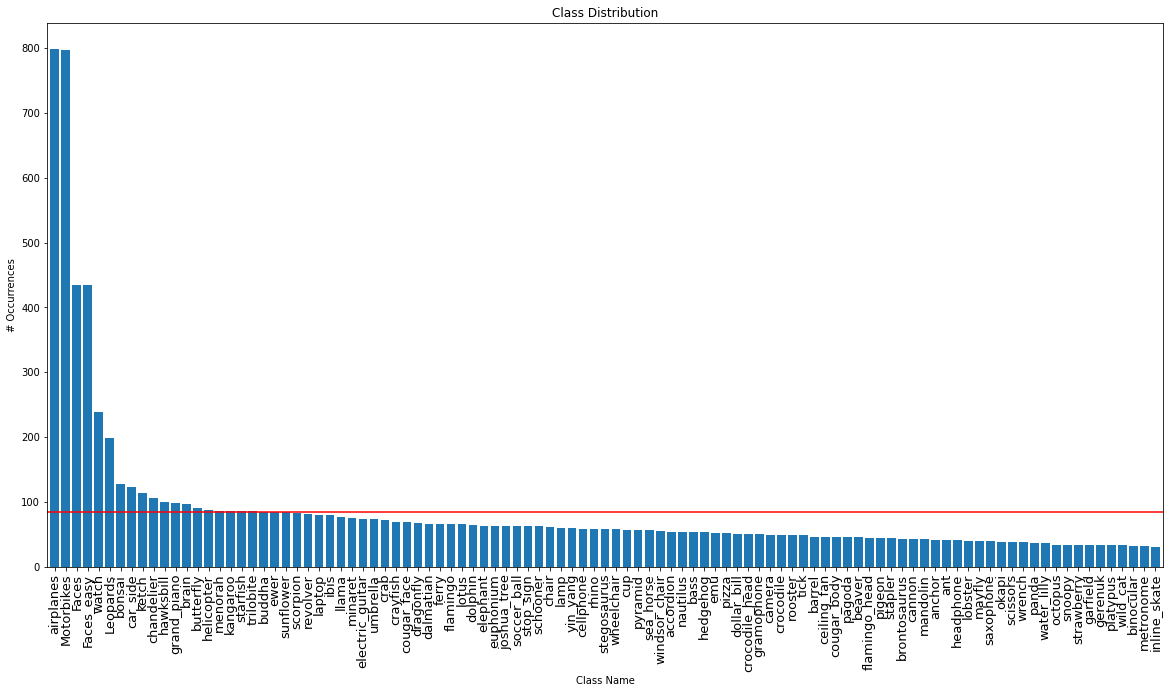 Class Distribution
# Occurrences
800
700
600
500
400
300
200
100
0
airplanes
Motorbikes
Faces
Faces_easy
watch
Leopards
bonsai
car_side
ketch
chandelier
hawksbill
grand_piano
brain
butterfly
helicopter
menorah
kangaroo
starfish
trilobite
buddha
ewer
sunflower
scorpion
revolver
laptop
ibis
llama
minaret
electric_guitar
umbrella
crab
crayfish
cougar_face
dragonfly
dalmatian
ferry
flamingo
lotus
dolphin
elephant
euphonium
joshua_tree
soccer_ball
stop_sign
schooner
chair
lamp
yin_yang
cellphone
rhino
stegosaurus
wheelchair
cup
pyramid
sea_horse
windsor_chair
accordion
nautilus
bass
hedgehog
emu
pizza
dollar_bill
crocodile_head
gramophone
camera
crocodile
rooster
tick
barrel
ceiling_fan
cougar_body
pagoda
beaver
flamingo_head
pigeon
stapler
brontosaurus
cannon
mandolin
anchor
ant
headphone
lobster
mayfly
saxophone
okapi
scissors
wrench
panda
water_lilly
octopus
snoopy
strawberry
garfield
gerenuk
platypus
wild_cat
binocular
metronome
inline_skate
Class Name